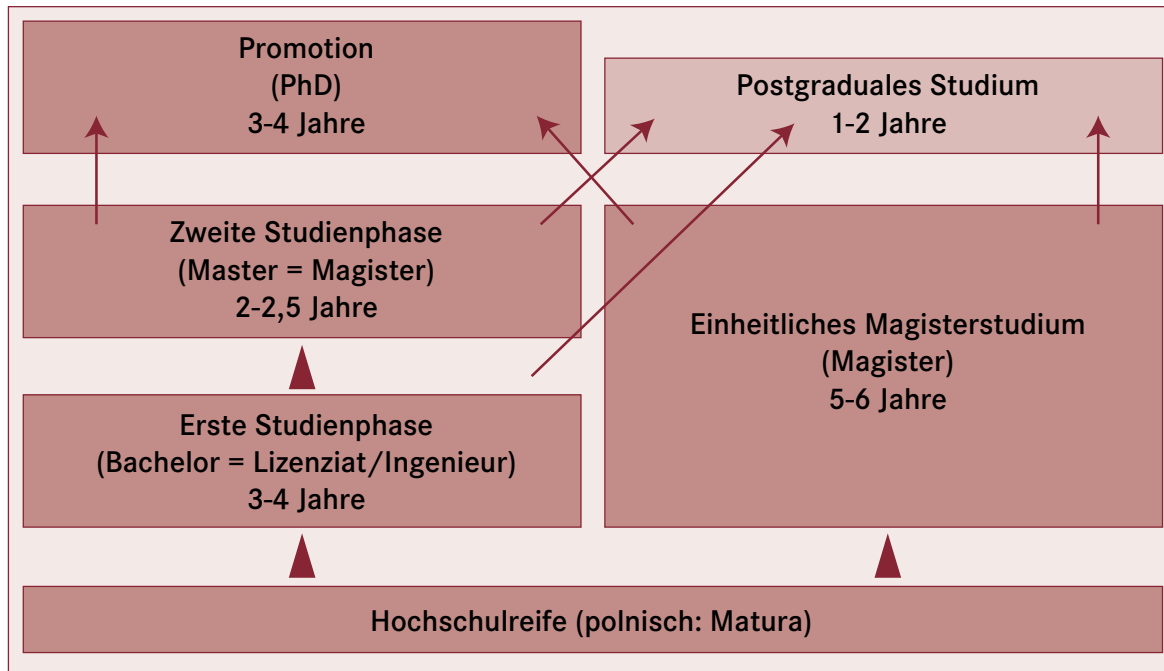 Promotion
(PhD)
3-4 Jahre
Postgraduales Studium
1-2 Jahre
Zweite Studienphase
(Master = Magister)
2-2,5 Jahre
Einheitliches Magisterstudium
(Magister)
5-6 Jahre
Erste Studienphase
(Bachelor = Lizenziat/Ingenieur)
3-4 Jahre
Hochschulreife (polnisch: Matura)